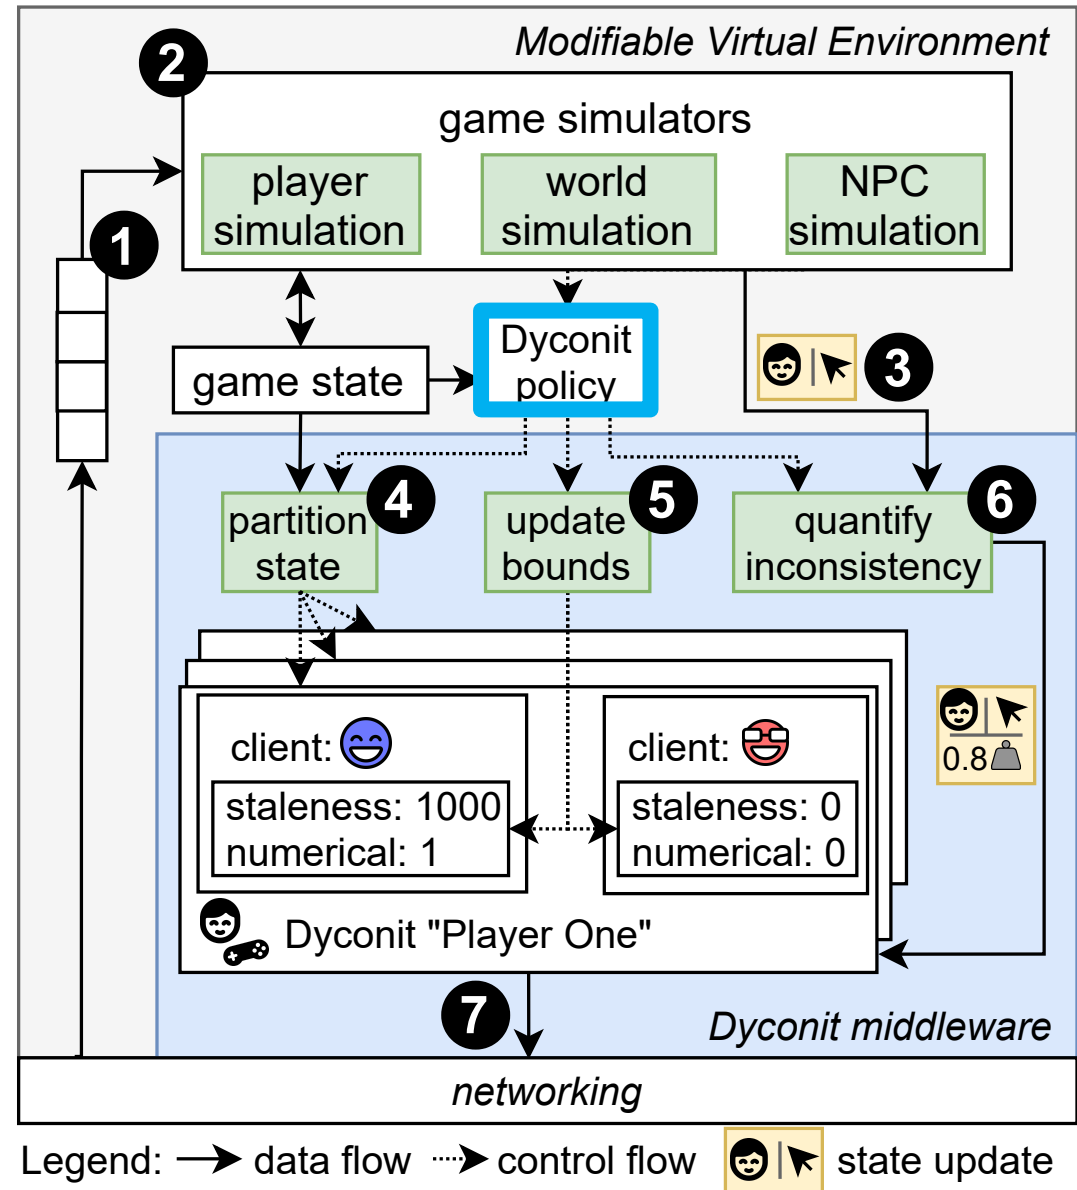 Modifiable Virtual Environment
2
game simulators
player
simulation
world
simulation
NPC
simulation
1
Dyconit
policy
game state
3
4
5
6
partition
state
update
bounds
quantify
inconsistency
client:
staleness: 1000
numerical: 1
client:
staleness: 0
numerical: 0
0.8
Dyconit "Player One"
7
Dyconit middleware
networking
Legend: data flow control flow state update